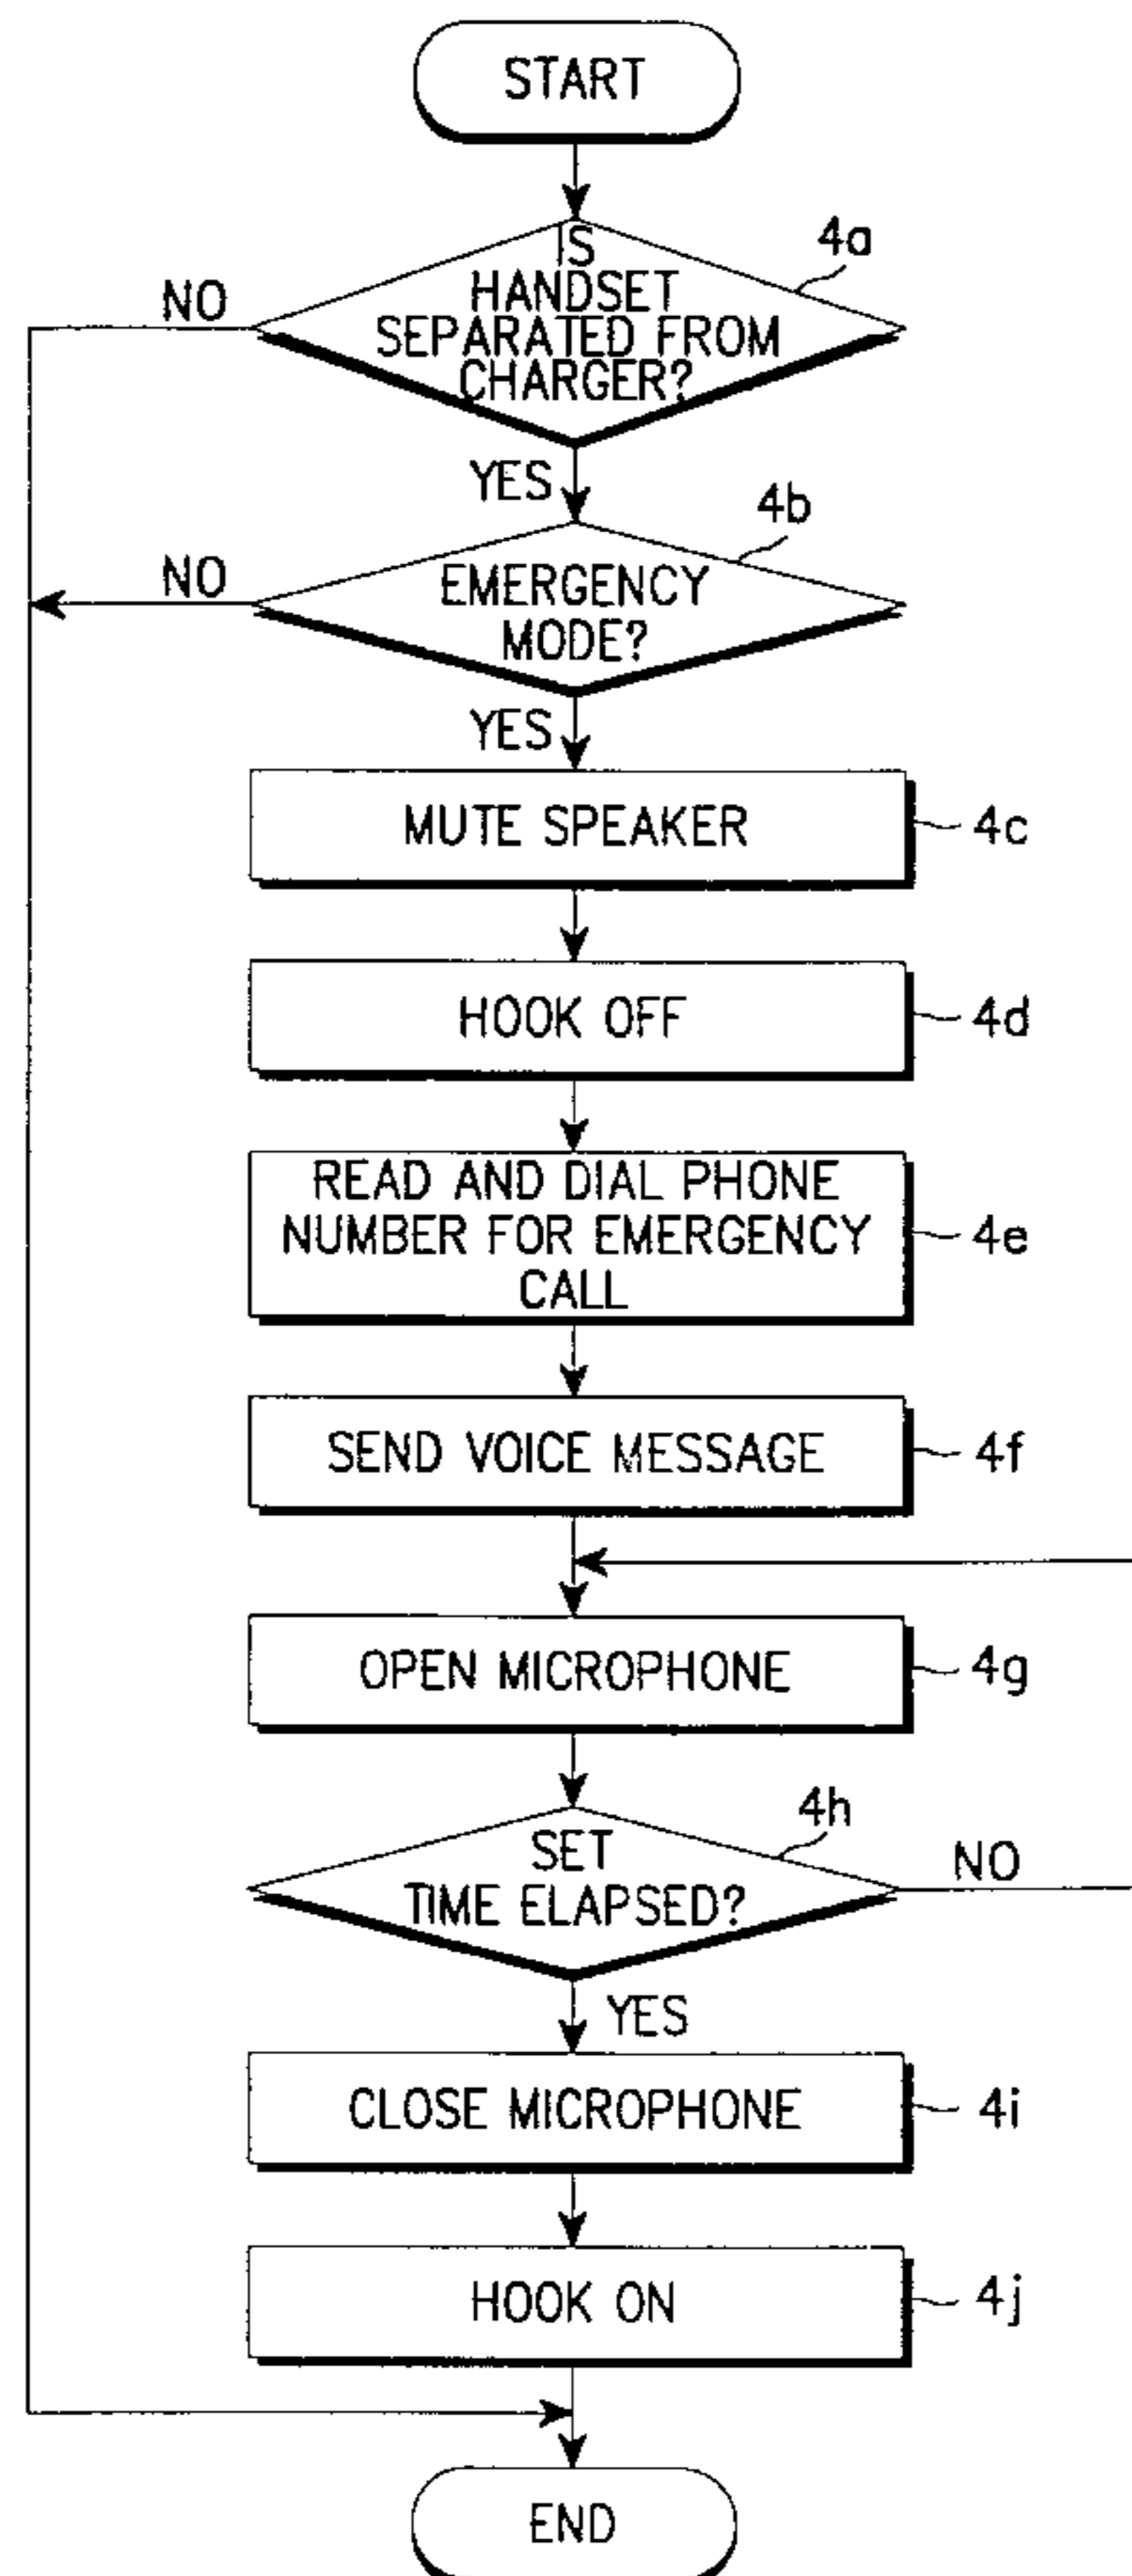 START
4a
IS
HANDSET
SEPARATED FROM
CHARGER?
NO
YES
4b
EMERGENCY
MODE?
NO
YES
MUTE SPEAKER
4c
HOOK OFF
4d
READ AND DIAL PHONE
NUMBER FOR EMERGENCY
CALL
4e
SEND VOICE MESSAGE
4f
OPEN MICROPHONE
4g
4h
SET
TIME ELAPSED?
NO
YES
CLOSE MICROPHONE
4i
HOOK ON
4j
END